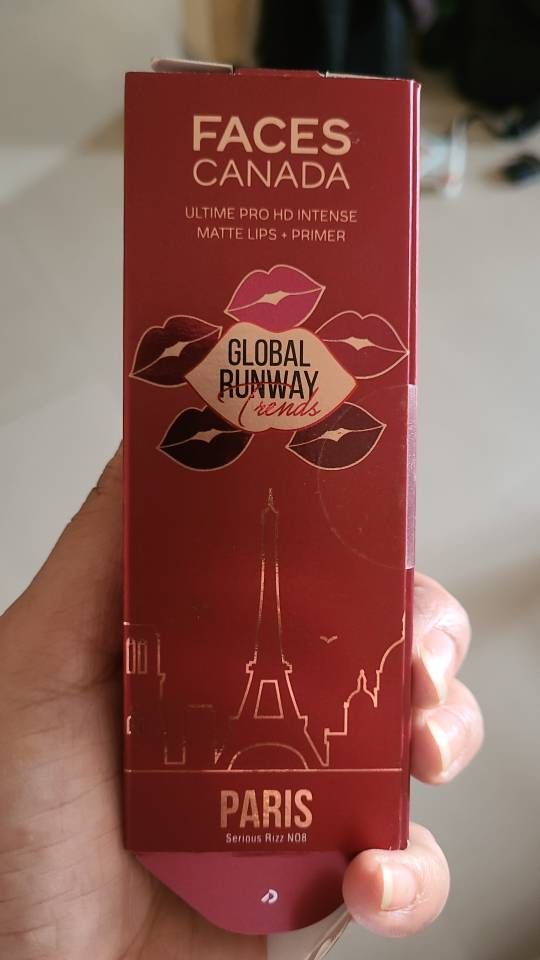 FACES
CANADA
ULTIME PRO HD INTENSE
MATTE LIPS + PRIMER
GLOBAL
RUNWAY
Trends
PARIS
Serious Rizz N08